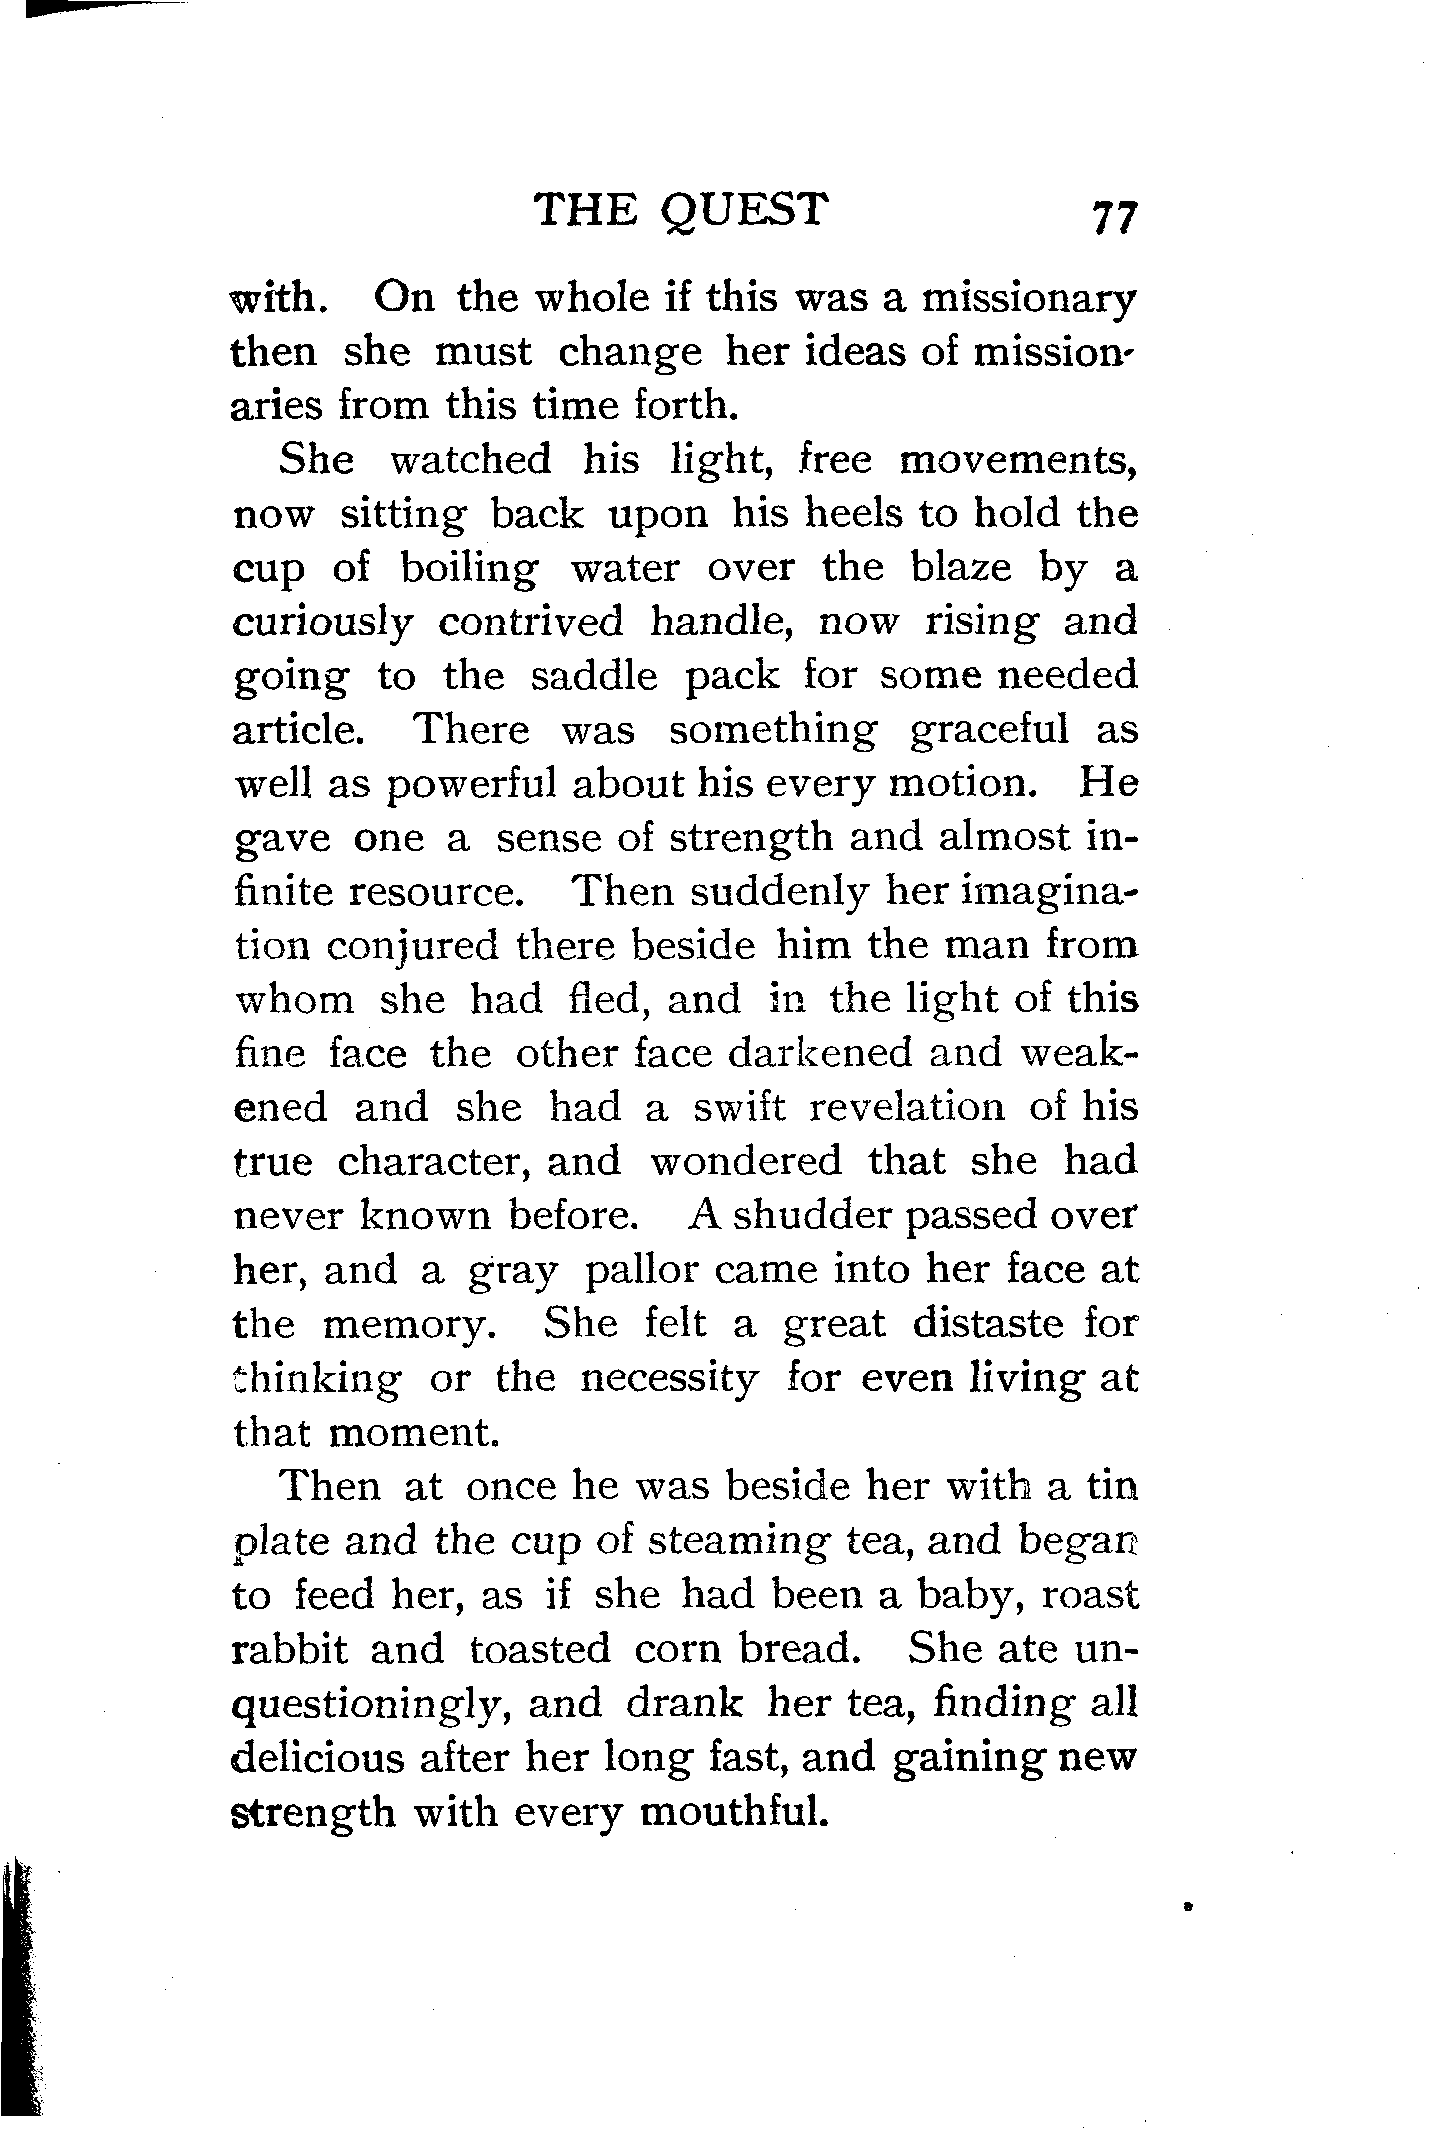 THE QUEST 77
with. On the whole if this was a missionary
then she must change her ideas of mission-
aries from this time forth.
She watched his light, free movements,
now sitting back upon his heels to hold the
cup of boiling water over the blaze by a
curiously contrived handle, now rising and
going to the saddle pack for some needed
article. There was something graceful as
well as powerful about his every motion. He
gave one a sense of strength and almost in-
finite resource. Then suddenly her imagina-
tion conjured there beside him the man from
whom she had fled, and in the light of this
fine face the other face darkened and weak-
ened and she had a swift revelation of his
true character, and wondered that she had
never known before. A shudder passed over
her, and a gray pallor came into her face at
the memory. She felt a great distaste for
thinking or the necessity for even living at
that moment.
Then at once he was beside her with a tin
plate and the cup of steaming tea, and began
to feed her, as if she had been a baby, roast
rabbit and toasted corn bread. She ate un-
questioningly, and drank her tea, finding all
delicious after her long fast, and gaining new
strength with every mouthful.